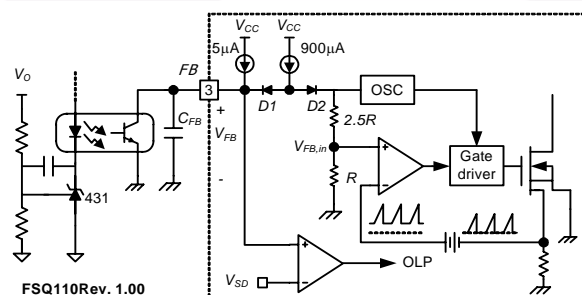 V_CC V_CC
5µA 900µA
V_O
FB 3
D1 D2
OSC
C_FB
+
V_FB
-
2.5R
V_FB,in
R
+
−
Gate driver
431
+
−
V_SD
OLP
FSQ110Rev. 1.00